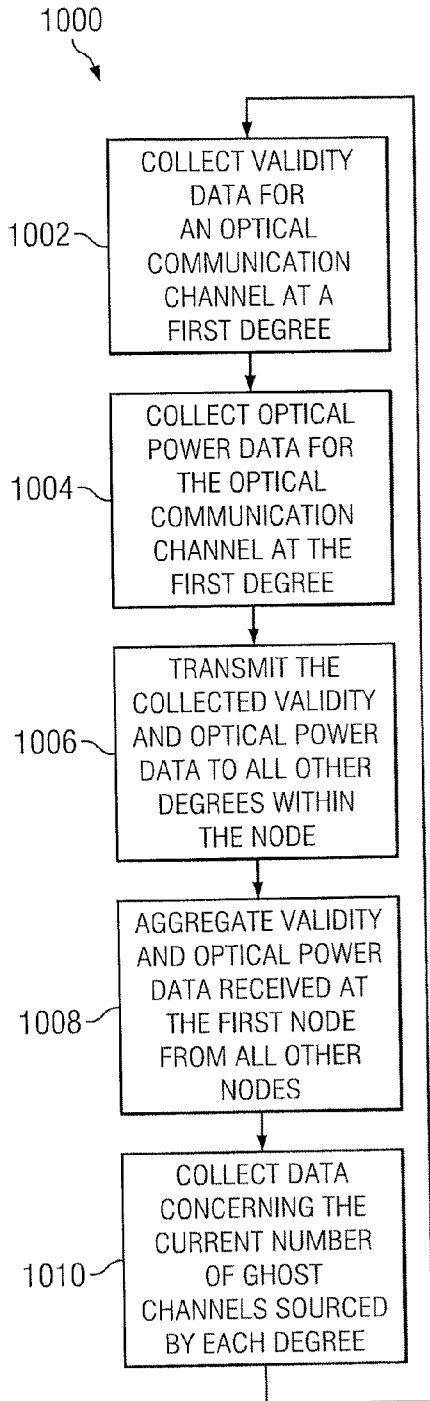 1000
COLLECT VALIDITY
DATA FOR
AN OPTICAL
COMMUNICATION
CHANNEL AT A
FIRST DEGREE
1002
COLLECT OPTICAL
POWER DATA FOR
THE OPTICAL
COMMUNICATION
CHANNEL AT THE
FIRST DEGREE
1004
TRANSMIT THE
COLLECTED VALIDITY
AND OPTICAL POWER
DATA TO ALL OTHER
DEGREES WITHIN
THE NODE
1006
AGGREGATE VALIDITY
AND OPTICAL POWER
DATA RECEIVED AT
THE FIRST NODE
FROM ALL OTHER
NODES
1008
COLLECT DATA
CONCERNING THE
CURRENT NUMBER
OF GHOST
CHANNELS SOURCED
BY EACH DEGREE
1010